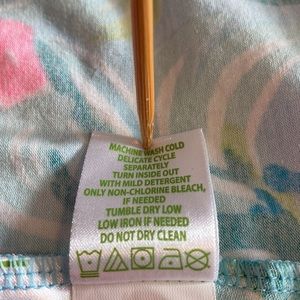 MACHINE WASH COLD
DELICATE CYCLE
SEPARATELY
TURN INSIDE OUT
WITH MILD DETERGENT
ONLY NON-CHLORINE BLEACH,
IF NEEDED
TUMBLE DRY LOW
LOW IRON IF NEEDED
DO NOT DRY CLEAN